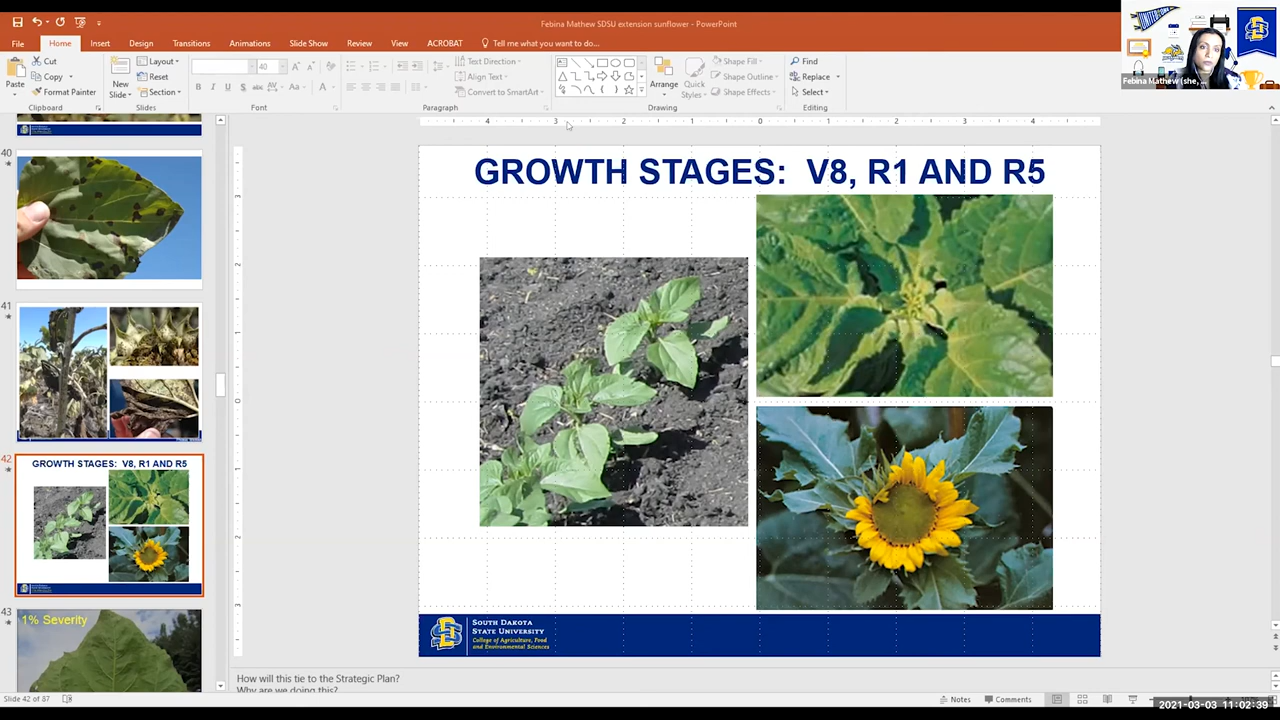 Febina Mathew SDSU extension sunflower - PowerPoint
File Home Insert Design Transitions Animations Slide Show Review View ACROBAT Tell me what you want to do...
Cut
Copy
Format Painter
Paste
Clipboard
New
Slide
Layout
Reset
Section
Slides
40
Font
Text Direction
Align Text
Convert to SmartArt
Paragraph
Arrange
Quick
Styles
Shape Fill
Shape Outline
Shape Effects
Drawing
Find
Replace
Select
Editing
Febina Mathew (she,...
40
41
42
GROWTH STAGES: V8, R1 AND R5
43
1% Severity
GROWTH STAGES: V8, R1 AND R5
SOUTH DAKOTA
STATE UNIVERSITY
College of Agriculture, Food
and Environmental Sciences
How will this tie to the Strategic Plan?
Why are we doing this?
Slide 42 of 87
Notes Comments
2021-03-03 11:02:39